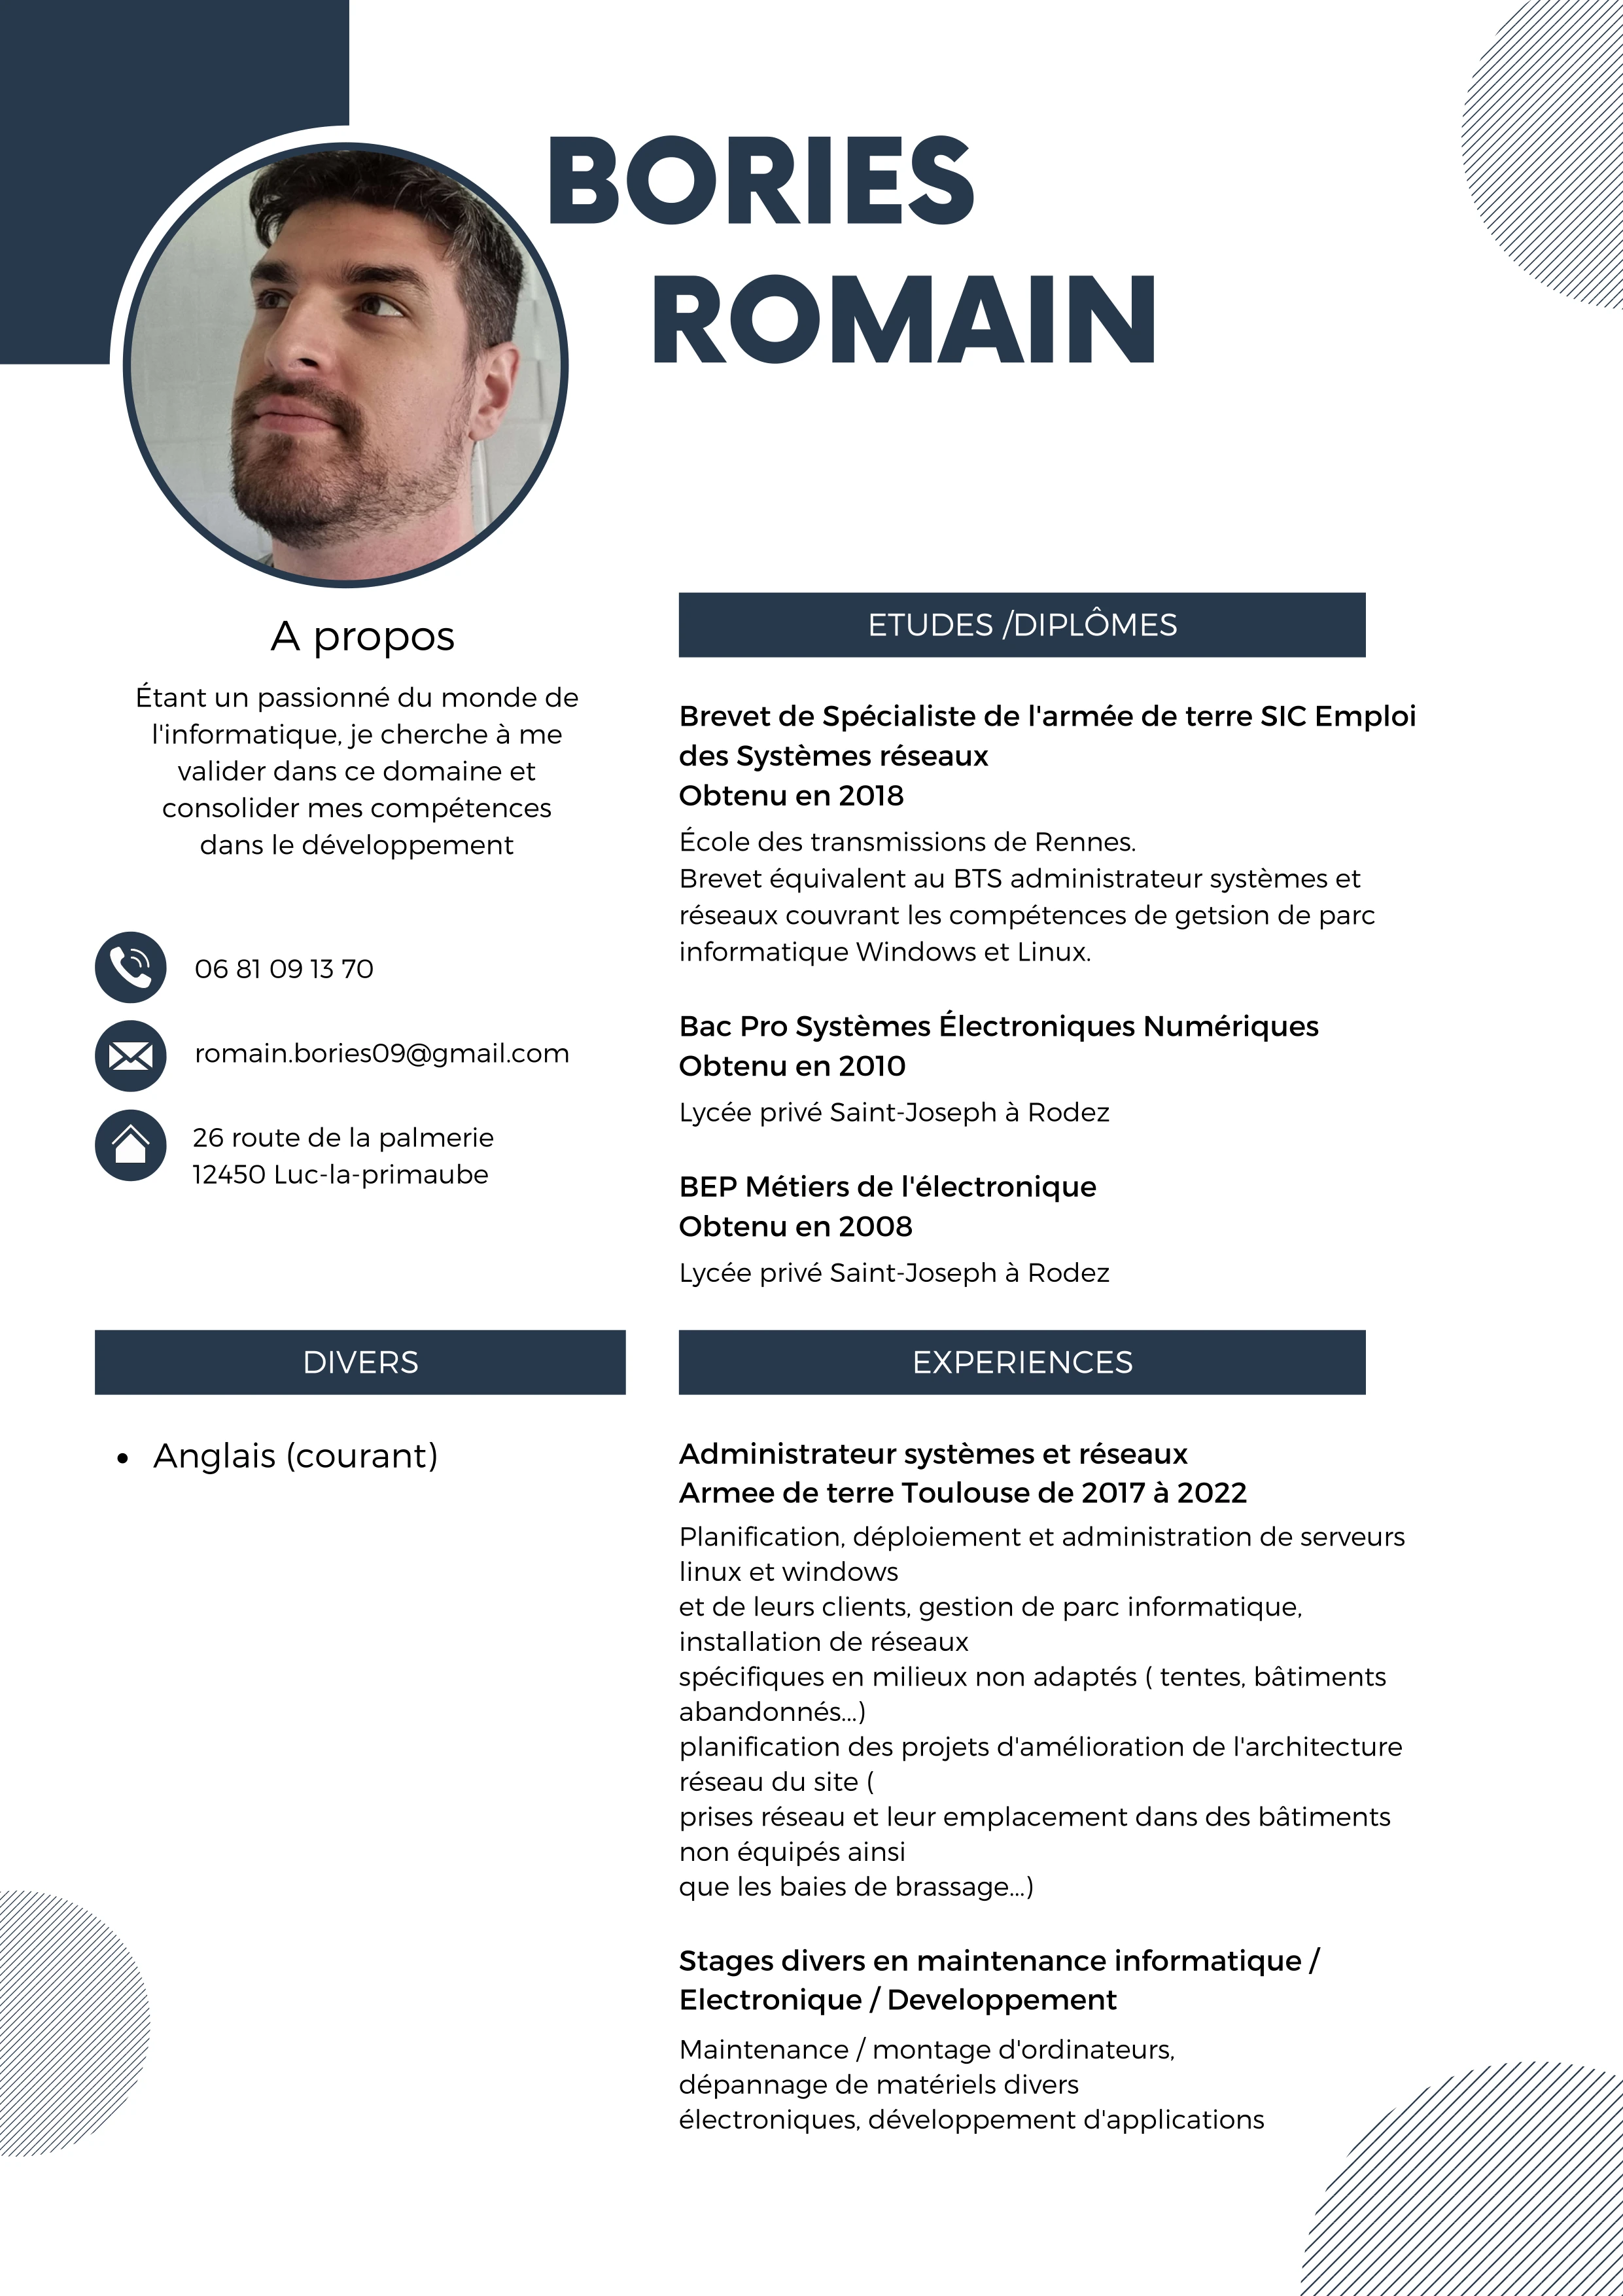 BORIES
ROMAIN
A propos
Étant un passionné du monde de
l'informatique, je cherche à me
valider dans ce domaine et
consolider mes compétences
dans le développement
06 81 09 13 70
romain.bories09@gmail.com
26 route de la palmerie
12450 Luc-la-primaube
ETUDES /DIPLÔMES
Brevet de Spécialiste de l'armée de terre SIC Emploi
des Systèmes réseaux
Obtenu en 2018
École des transmissions de Rennes.
Brevet équivalent au BTS administrateur systèmes et
réseaux couvrant les compétences de getsion de parc
informatique Windows et Linux.
Bac Pro Systèmes Électroniques Numériques
Obtenu en 2010
Lycée privé Saint-Joseph à Rodez
BEP Métiers de l'électronique
Obtenu en 2008
Lycée privé Saint-Joseph à Rodez
DIVERS
• Anglais (courant)
EXPERIENCES
Administrateur systèmes et réseaux
Armee de terre Toulouse de 2017 à 2022
Planification, déploiement et administration de serveurs
linux et windows
et de leurs clients, gestion de parc informatique,
installation de réseaux
spécifiques en milieux non adaptés ( tentes, bâtiments
abandonnés...)
planification des projets d'amélioration de l'architecture
réseau du site (
prises réseau et leur emplacement dans des bâtiments
non équipés ainsi
que les baies de brassage...)
Stages divers en maintenance informatique /
Electronique / Developpement
Maintenance / montage d'ordinateurs,
dépannage de matériels divers
électroniques, développement d'applications